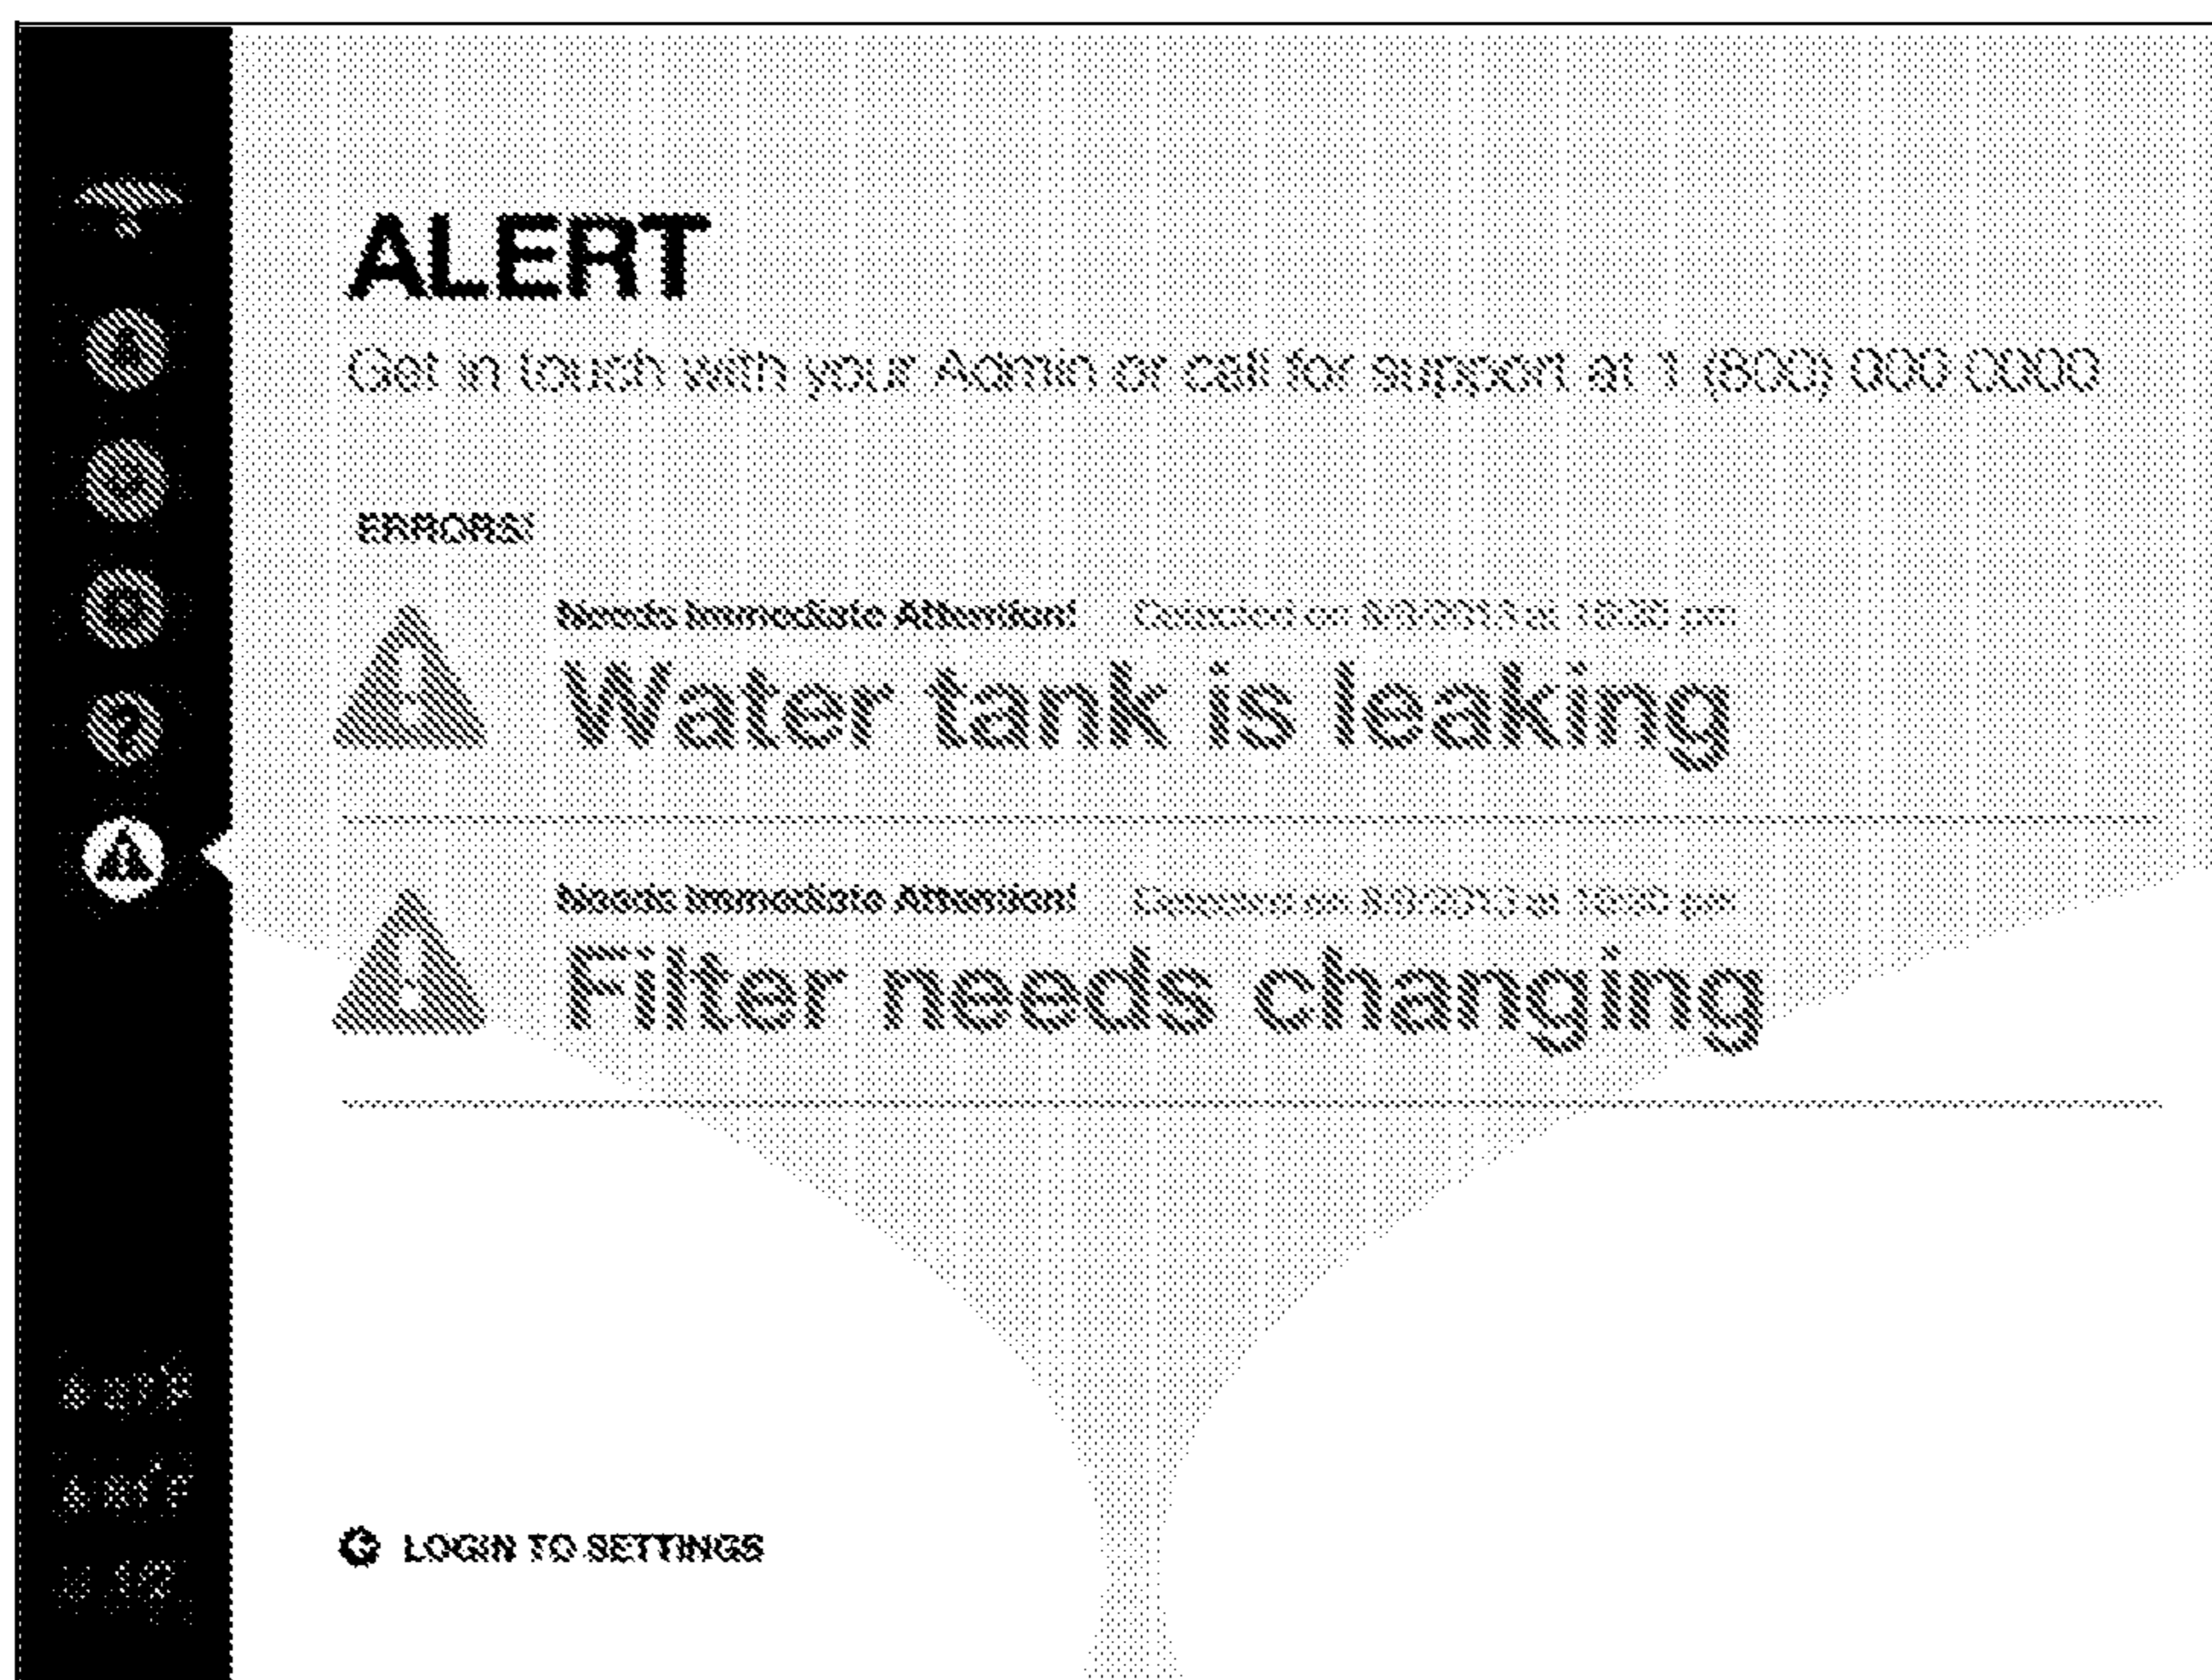 ALERT
Get in touch with your Admin or call for support at 1 (800) 000 0000
ERRORS!
Needs Immediate Attention!
Water tank is leaking
Needs Immediate Attention!
Filter needs changing
LOGIN TO SETTINGS